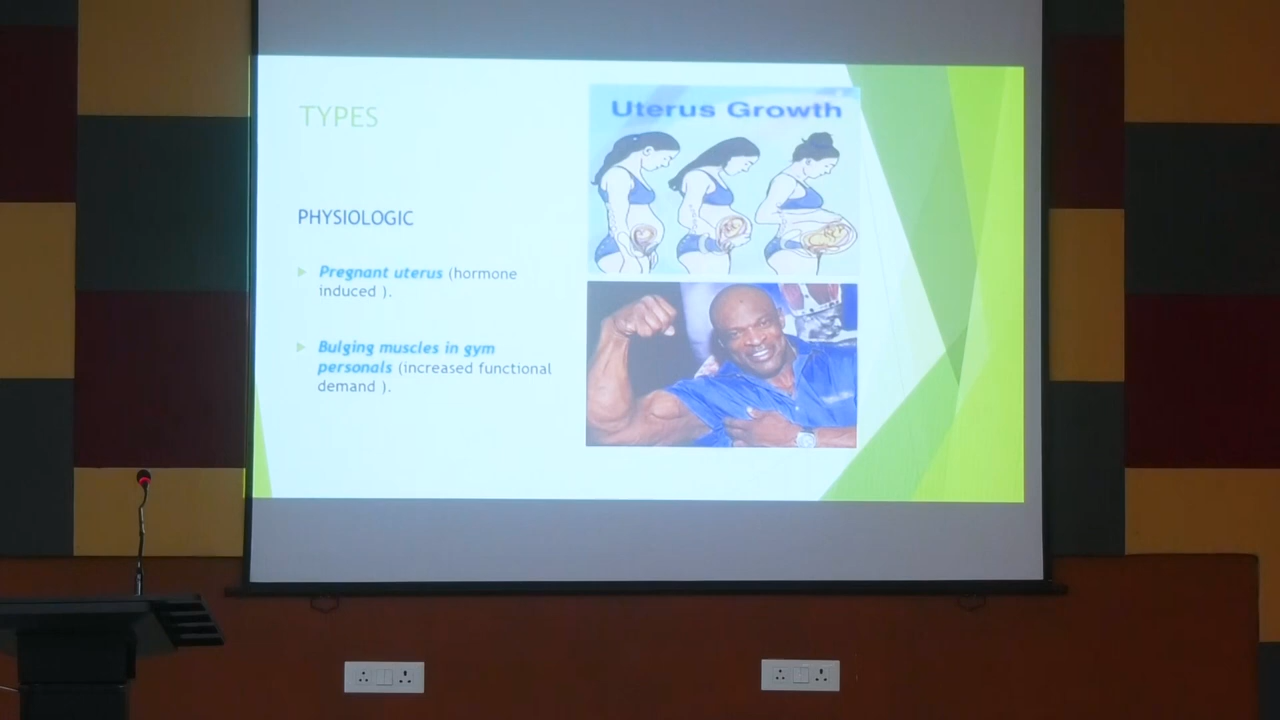 TYPES
PHYSIOLOGIC
Pregnant uterus (hormone
induced ).
Bulging muscles in gym
personals (increased functional
demand ).
Uterus Growth